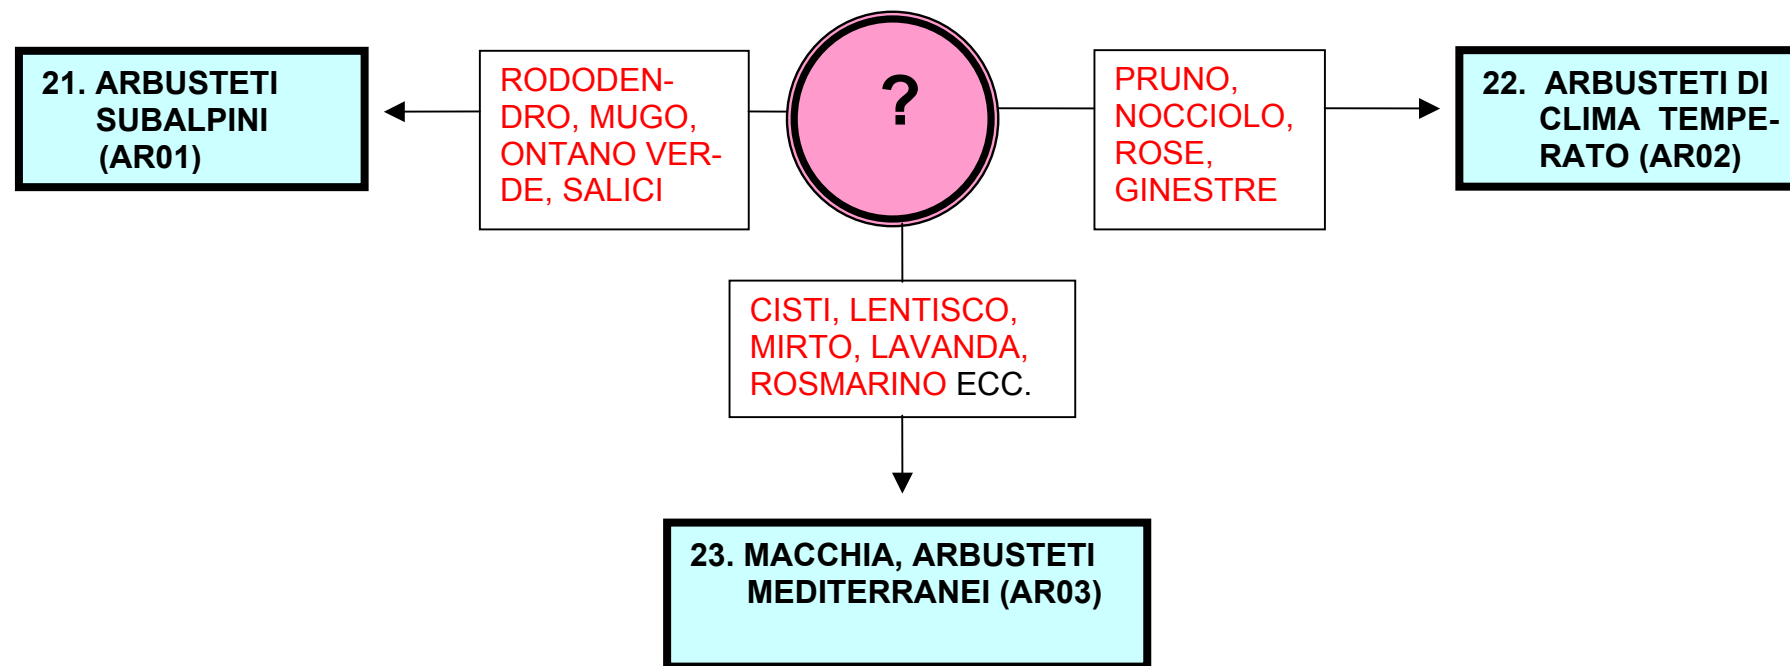 21. ARBUSTETI
SUBALPINI
(AR01)
RODODEN-
DRO, MUGO,
ONTANO VER-
DE, SALICI
?
PRUNO,
NOCCIOLO,
ROSE,
GINESTRE
22. ARBUSTETI DI
CLIMA TEMPE-
RATO (AR02)
CISTI, LENTISCO,
MIRTO, LAVANDA,
ROSMARINO ECC.
23. MACCHIA, ARBUSTETI
MEDITERRANEI (AR03)